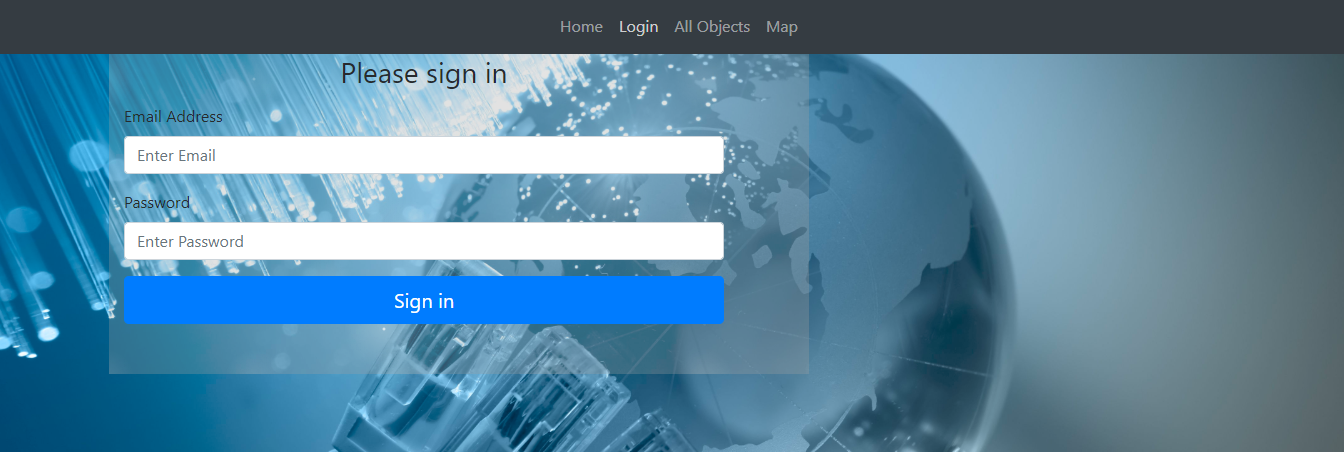 Home Login All Objects Map
Please sign in
Email Address
Enter Email
Password
Enter Password
Sign in